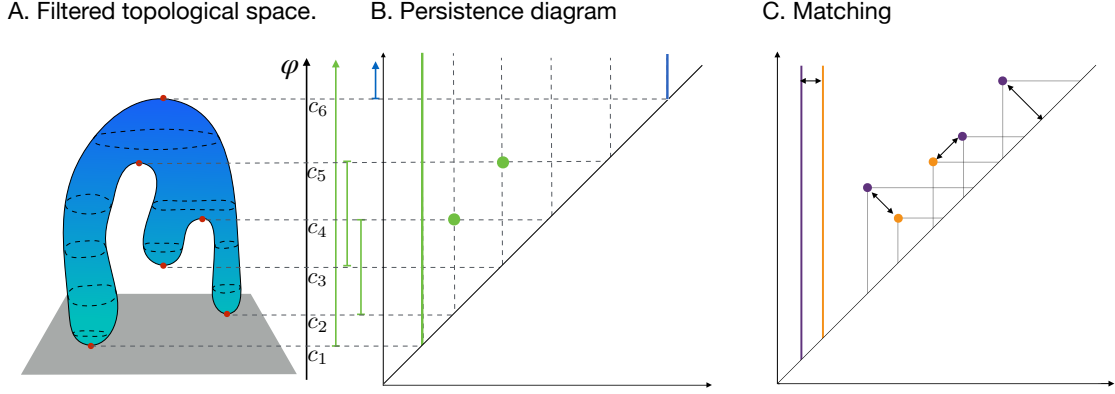 A. Filtered topological space.
B. Persistence diagram
C. Matching
φ
c6
c5
c4
c3
c2
c1